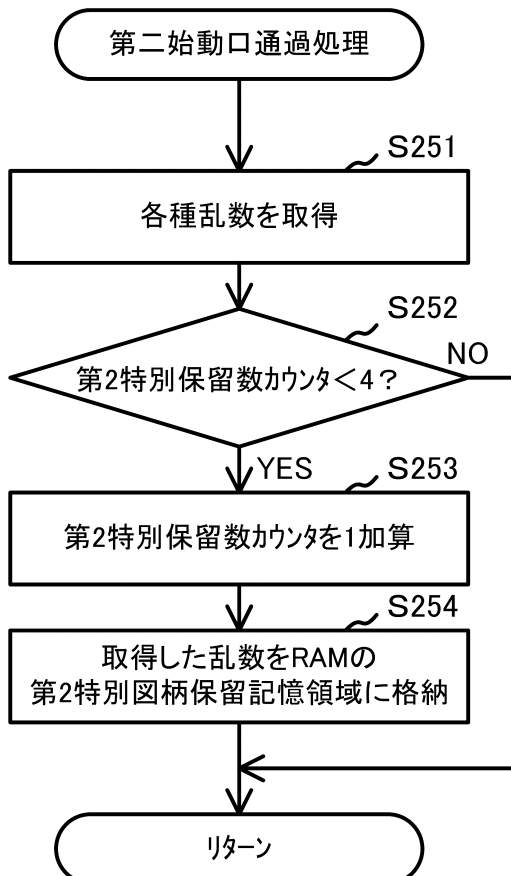 第二始動口通過処理
S251
各種乱数を取得
S252
第2特別保留数ｶｳﾝﾀ＜4？
NO
YES
S253
第2特別保留数ｶｳﾝﾀを1加算
S254
取得した乱数をRAMの
第2特別図柄保留記憶領域に格納
ﾘﾀｰﾝ